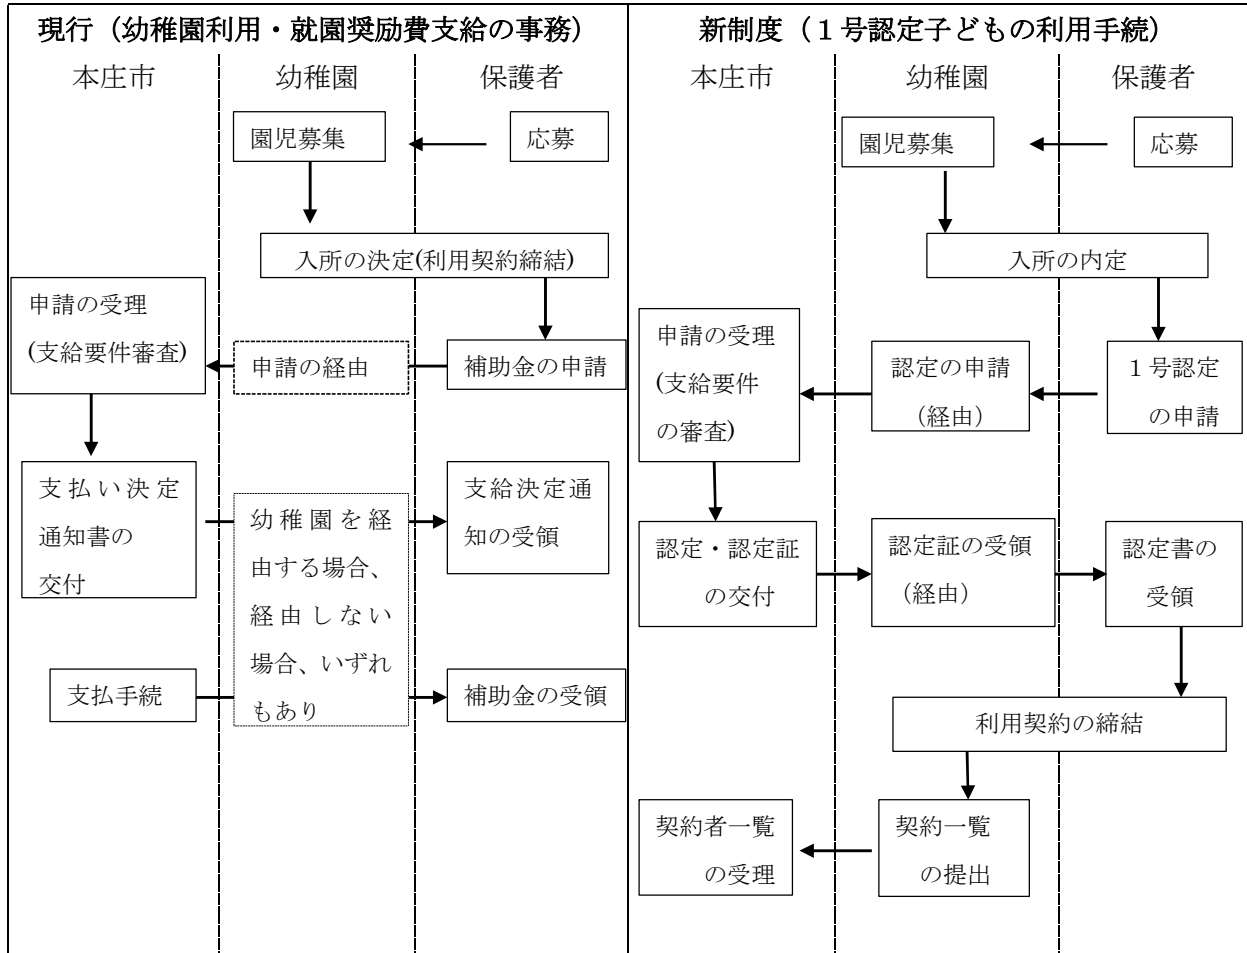 現行（幼稚園利用・就園奨励費支給の事務）
本庄市
幼稚園
保護者
園児募集
応募
入所の決定(利用契約締結)
申請の受理
(支給要件審査)
申請の経由
補助金の申請
支払い決定
通知書の
交付
幼稚園を経
由する場合、
経由しない
場合、いずれ
もあり
支給決定通
知の受領
支払手続
補助金の受領
新制度（１号認定子どもの利用手続）
本庄市
幼稚園
保護者
園児募集
応募
入所の内定
申請の受理
(支給要件
の審査)
認定の申請
（経由）
１号認定
の申請
認定・認定証
の交付
認定証の受領
（経由）
認定書の
受領
利用契約の締結
契約者一覧
の受理
契約一覧
の提出